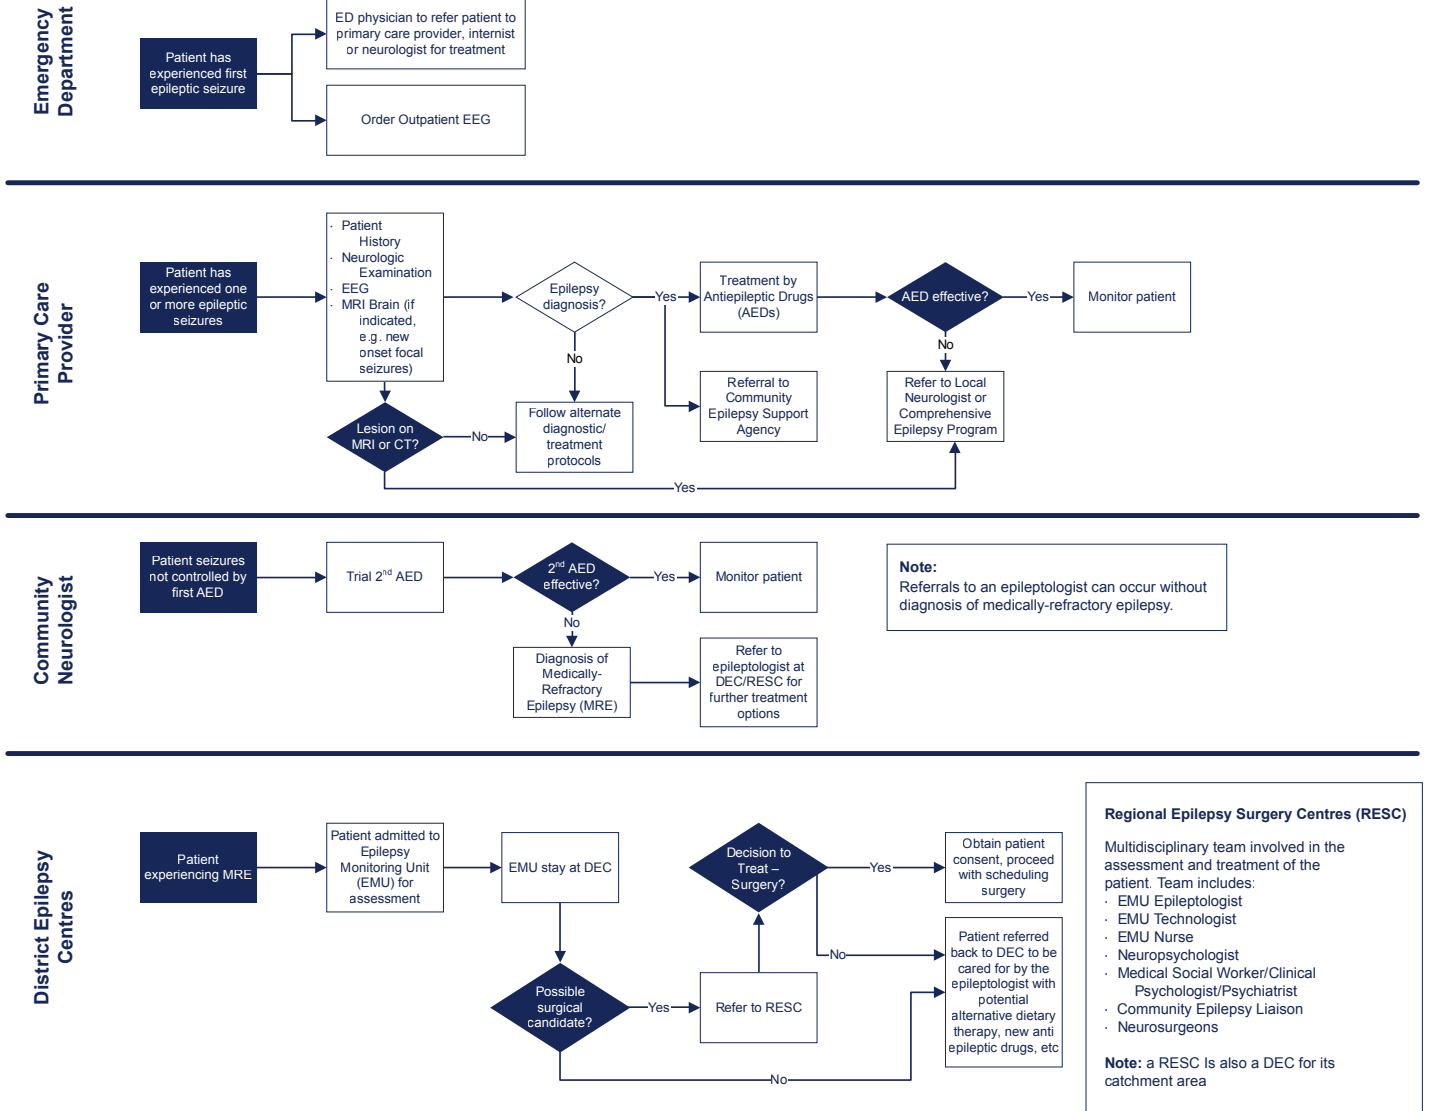 Emergency
Department
Patient has
experienced first
epileptic seizure
ED physician to refer patient to
primary care provider, internist
or neurologist for treatment
Order Outpatient EEG
Primary Care
Provider
Patient has
experienced one
or more epileptic
seizures
· Patient
History
· Neurologic
Examination
· EEG
· MRI Brain (if
indicated,
e.g. new
onset focal
seizures)
Epilepsy
diagnosis?
Yes
Treatment by
Antiepileptic Drugs
(AEDs)
AED effective?
Yes
Monitor patient
No
No
Lesion on
MRI or CT?
No
Follow alternate
diagnostic/
treatment
protocols
Referral to
Community
Epilepsy Support
Agency
Refer to Local
Neurologist or
Comprehensive
Epilepsy Program
Yes
Community
Neurologist
Patient seizures
not controlled by
first AED
Trial 2nd AED
2nd AED
effective?
Yes
Monitor patient
No
Diagnosis of
Medically-
Refractory
Epilepsy (MRE)
Refer to
epileptologist at
DEC/RESC for
further treatment
options
Note:
Referrals to an epileptologist can occur without
diagnosis of medically-refractory epilepsy.
District Epilepsy
Centres
Patient
experiencing MRE
Patient admitted to
Epilepsy
Monitoring Unit
(EMU) for
assessment
EMU stay at DEC
Possible
surgical
candidate?
Yes
Refer to RESC
Decision to
Treat –
Surgery?
Yes
Obtain patient
consent, proceed
with scheduling
surgery
No
Patient referred
back to DEC to be
cared for by the
epileptologist with
potential
alternative dietary
therapy, new anti
epileptic drugs, etc
No
Regional Epilepsy Surgery Centres (RESC)
Multidisciplinary team involved in the
assessment and treatment of the
patient. Team includes:
· EMU Epileptologist
· EMU Technologist
· EMU Nurse
· Neuropsychologist
· Medical Social Worker/Clinical
Psychologist/Psychiatrist
· Community Epilepsy Liaison
· Neurosurgeons
Note: a RESC Is also a DEC for its
catchment area